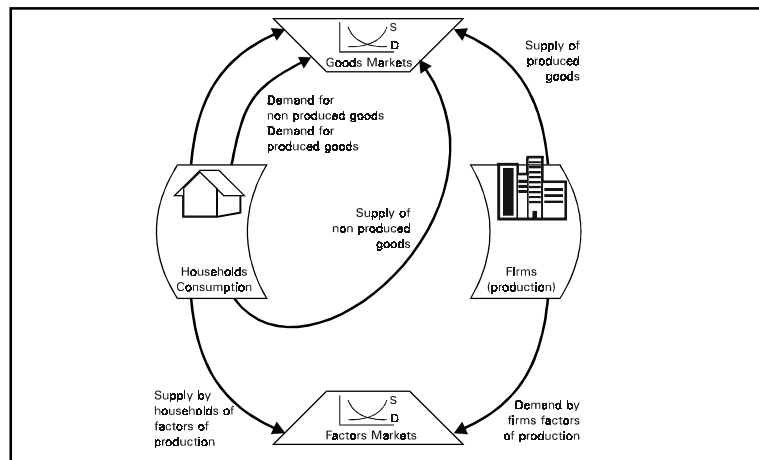 S
D
Goods Markets
Supply of
produced
goods
Demand for
non produced goods
Demand for
produced goods
Supply of
non produced
goods
Households
Consumption
Firms
(production)
Supply by
households of
factors of
production
S
D
Factors Markets
Demand by
firms factors
of production